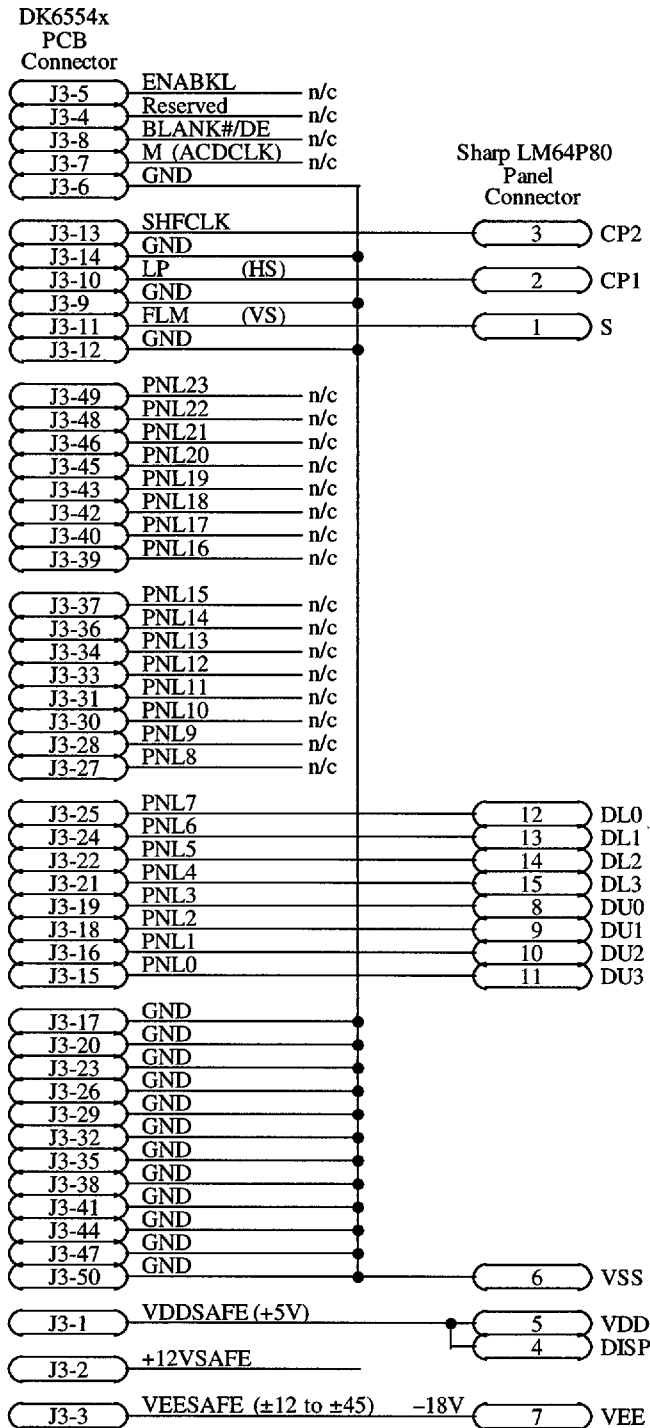 DK6554x
PCB
Connector
J3-5 ENABKL n/c
J3-4 Reserved n/c
J3-8 BLANK#/DE n/c
J3-7 M (ACDCLK) n/c
J3-6 GND
Sharp LM64P80
Panel
Connector
J3-13 SHFCLK 3 CP2
J3-14 GND
J3-10 LP (HS) 2 CP1
J3-9 GND
J3-11 FLM (VS) 1 S
J3-12 GND
J3-49 PNL23 n/c
J3-48 PNL22 n/c
J3-46 PNL21 n/c
J3-45 PNL20 n/c
J3-43 PNL19 n/c
J3-42 PNL18 n/c
J3-40 PNL17 n/c
J3-39 PNL16 n/c
J3-37 PNL15 n/c
J3-36 PNL14 n/c
J3-34 PNL13 n/c
J3-33 PNL12 n/c
J3-31 PNL11 n/c
J3-30 PNL10 n/c
J3-28 PNL9 n/c
J3-27 PNL8 n/c
J3-25 PNL7 12 DL0
J3-24 PNL6 13 DL1
J3-22 PNL5 14 DL2
J3-21 PNL4 15 DL3
J3-19 PNL3 8 DU0
J3-18 PNL2 9 DU1
J3-16 PNL1 10 DU2
J3-15 PNL0 11 DU3
J3-17 GND
J3-20 GND
J3-23 GND
J3-26 GND
J3-29 GND
J3-32 GND
J3-35 GND
J3-38 GND
J3-41 GND
J3-44 GND
J3-47 GND
J3-50 GND 6 VSS
J3-1 VDDSAFE (+5V) 5 VDD
4 DISP
J3-2 +12VSAFE
J3-3 VEESAFE (±12 to ±45) –18V 7 VEE